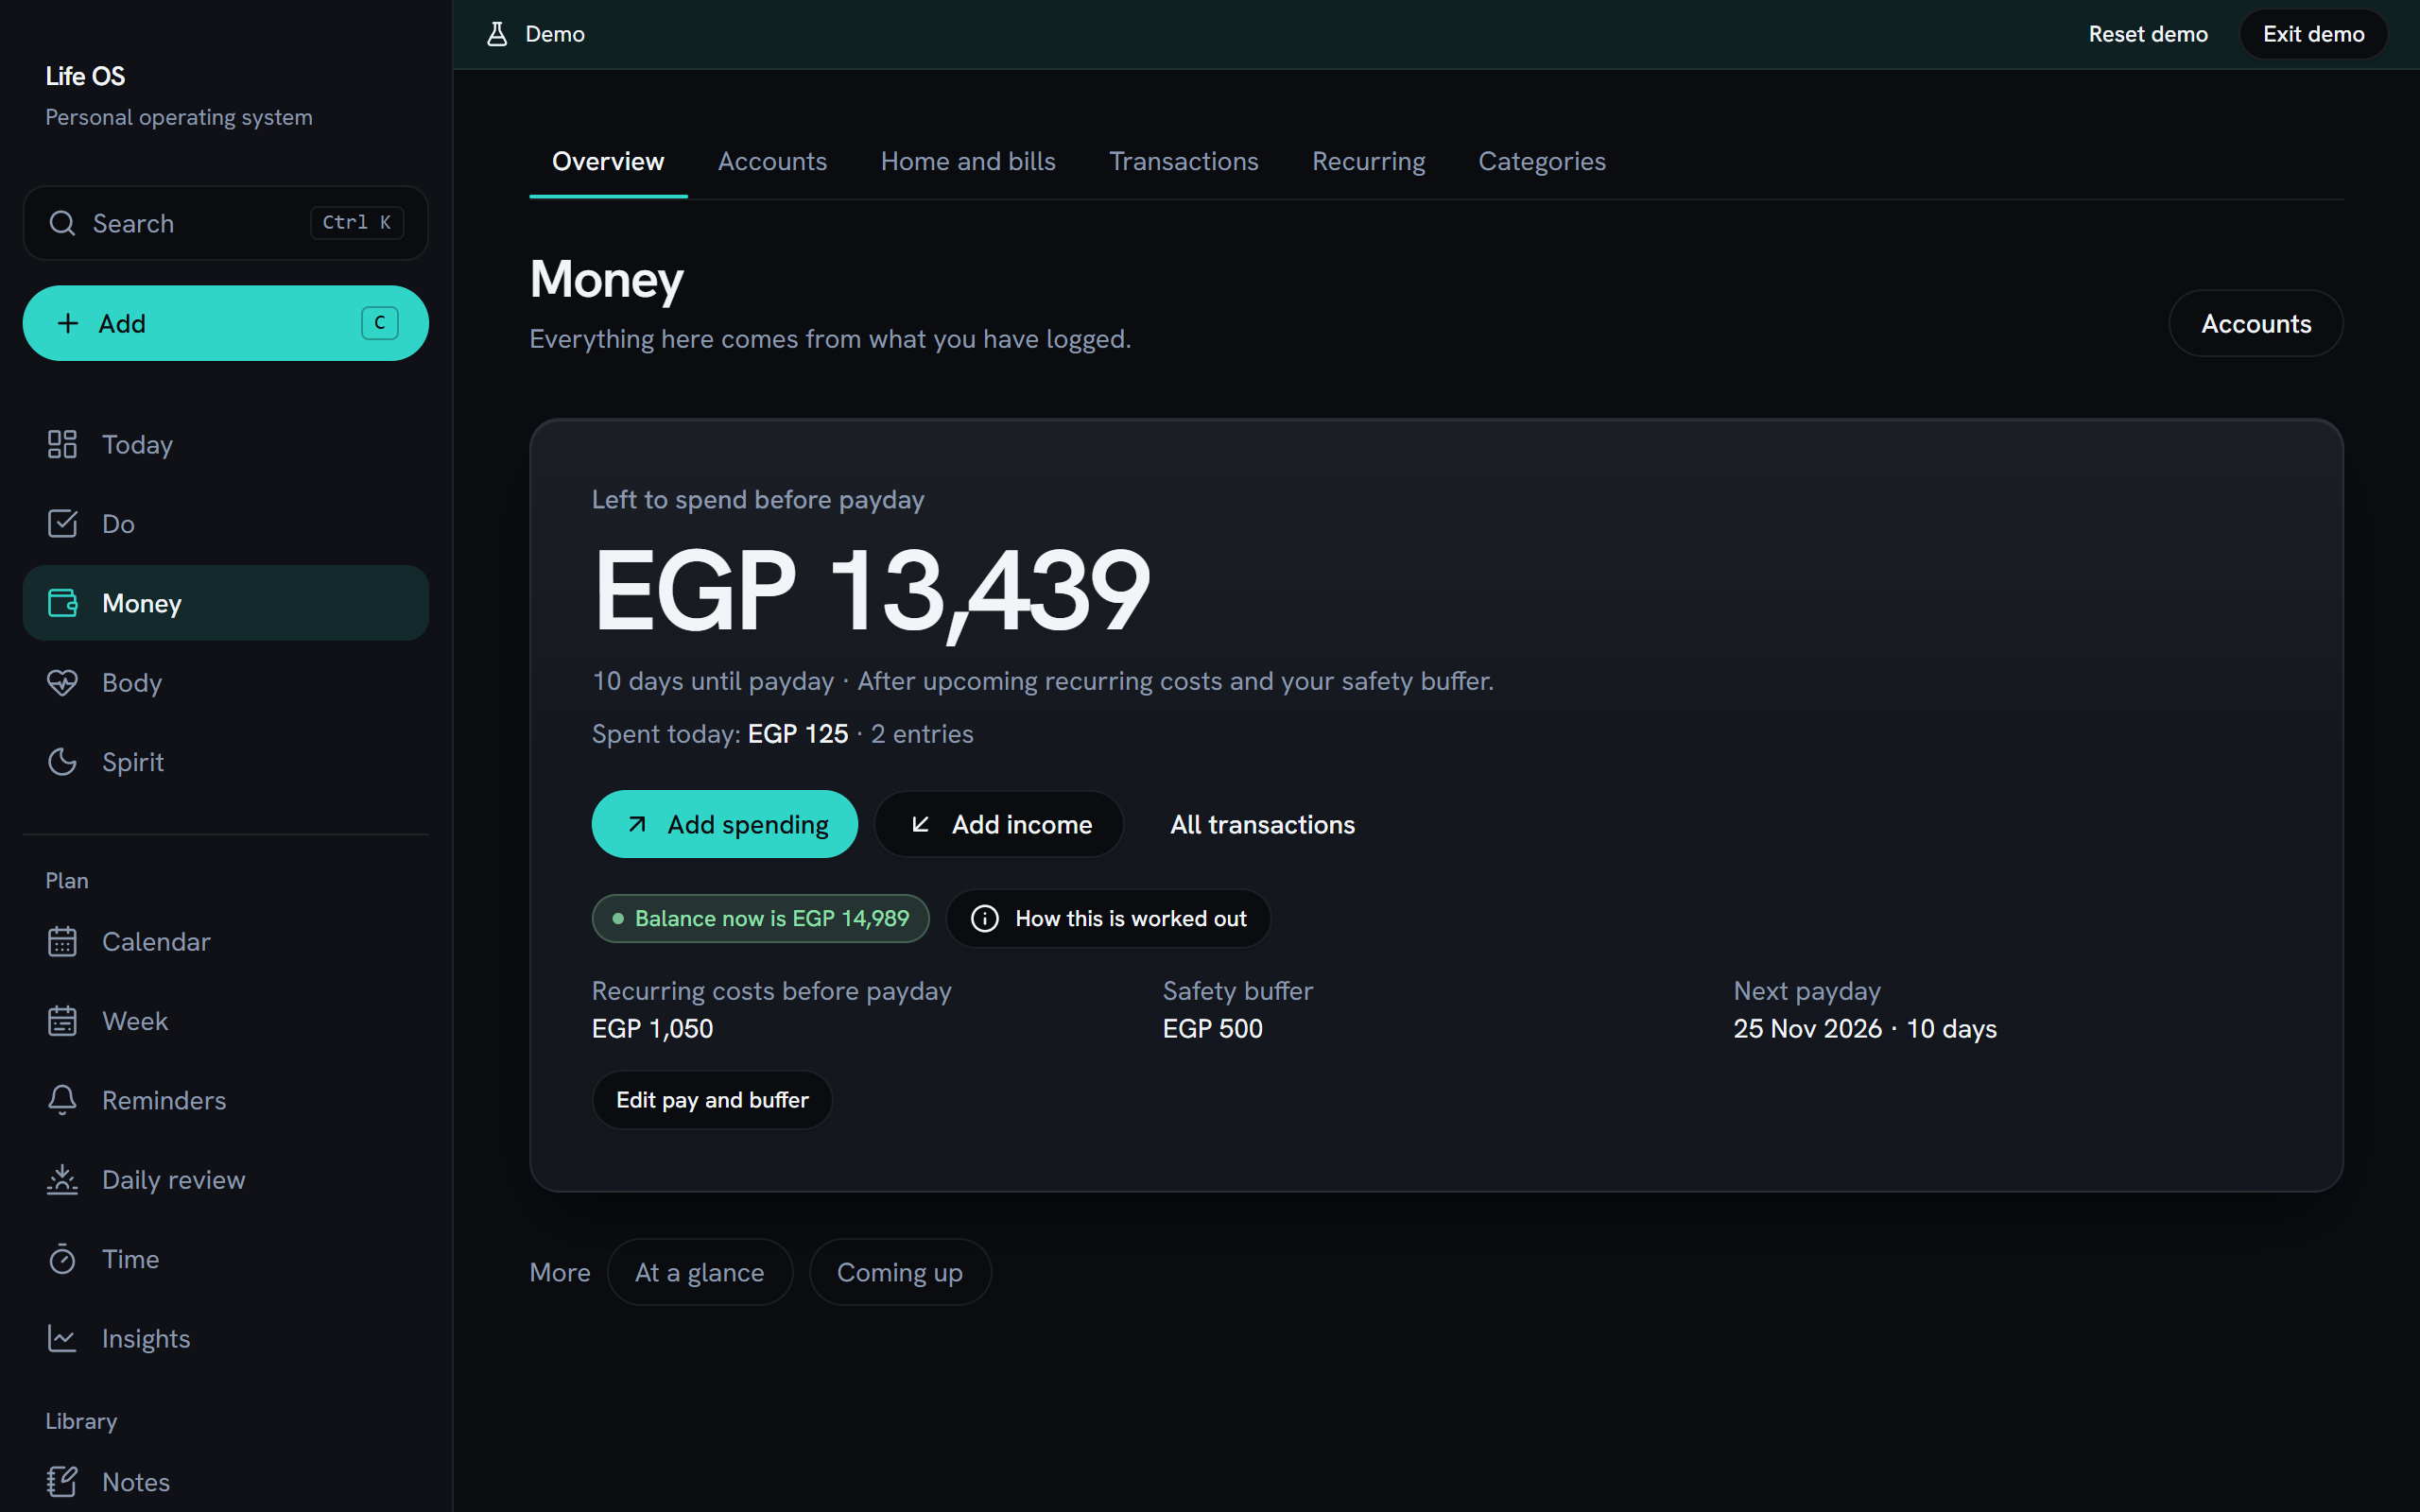 Life OS
Personal operating system
Search Ctrl K
Add C
Today
Do
Money
Body
Spirit
Plan
Calendar
Week
Reminders
Daily review
Time
Insights
Library
Notes
Demo Reset demo Exit demo
Overview Accounts Home and bills Transactions Recurring Categories
Money
Everything here comes from what you have logged.
Accounts
Left to spend before payday
EGP 13,439
10 days until payday · After upcoming recurring costs and your safety buffer.
Spent today: EGP 125 · 2 entries
Add spending Add income All transactions
Balance now is EGP 14,989 How this is worked out
Recurring costs before payday Safety buffer Next payday
EGP 1,050 EGP 500 25 Nov 2026 · 10 days
Edit pay and buffer
More At a glance Coming up